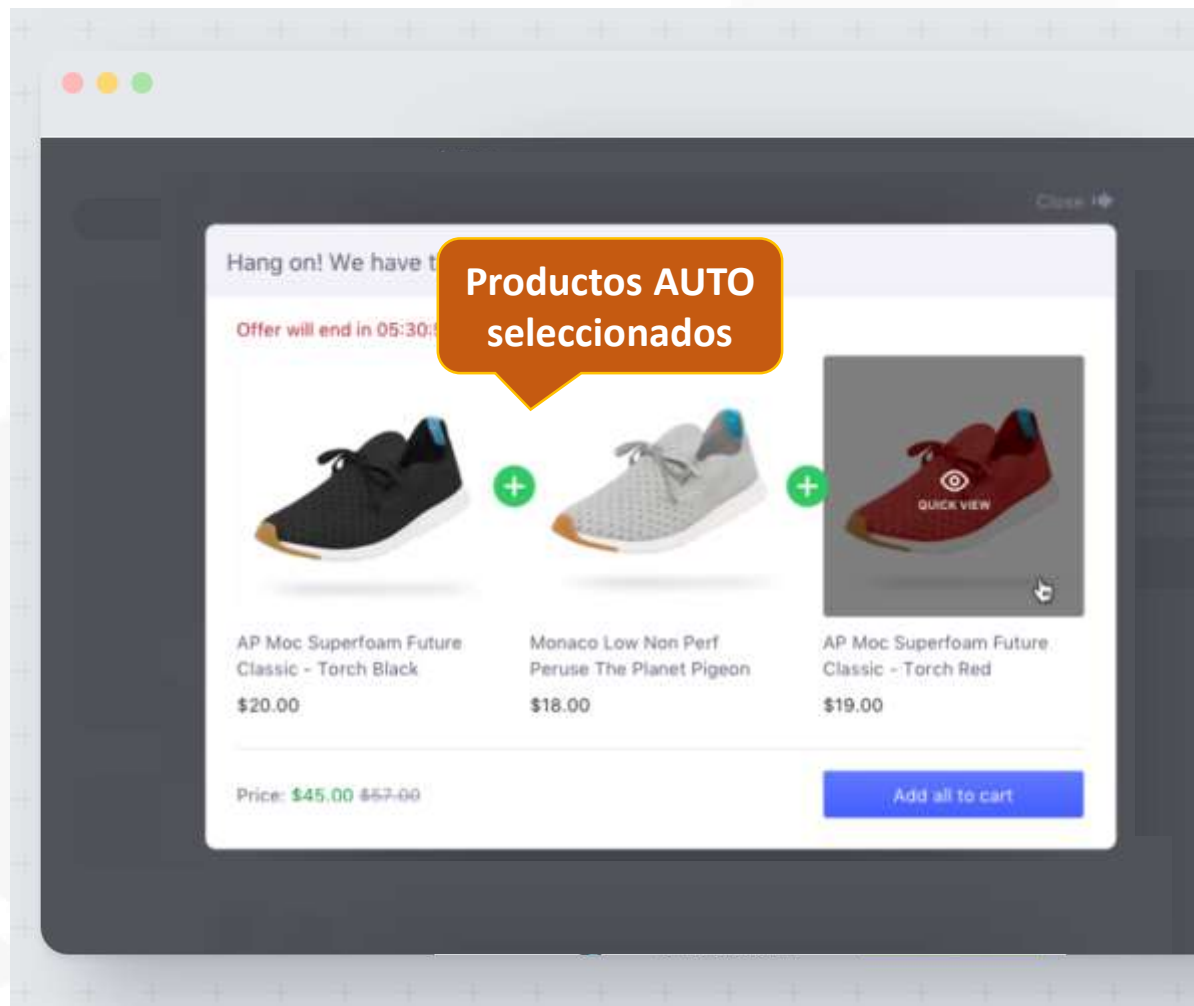 Close
Hang on! We have t
Productos AUTO
seleccionados
Offer will end in 05:30:
QUICK VIEW
AP Moc Superfoam Future
Classic - Torch Black
$20.00
Monaco Low Non Perf
Peruse The Planet Pigeon
$18.00
AP Moc Superfoam Future
Classic - Torch Red
$19.00
Price: $45.00 $57.00
Add all to cart